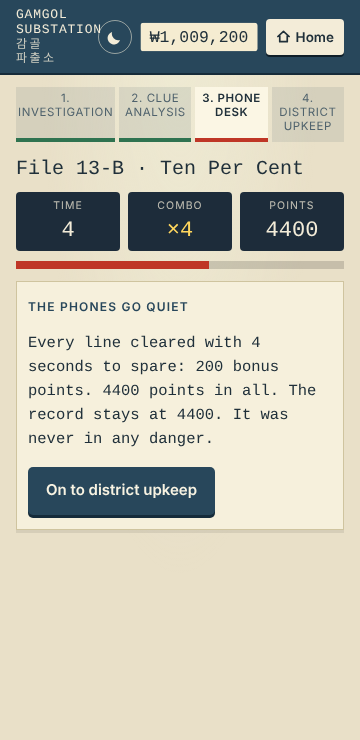 GAMGOL
SUBSTATION
감골
파출소
₩1,009,200
Home
1.
INVESTIGATION
2. CLUE
ANALYSIS
3. PHONE
DESK
4.
DISTRICT
UPKEEP
File 13-B · Ten Per Cent
TIME
4
COMBO
×4
POINTS
4400
THE PHONES GO QUIET
Every line cleared with 4
seconds to spare: 200 bonus
points. 4400 points in all. The
record stays at 4400. It was
never in any danger.
On to district upkeep